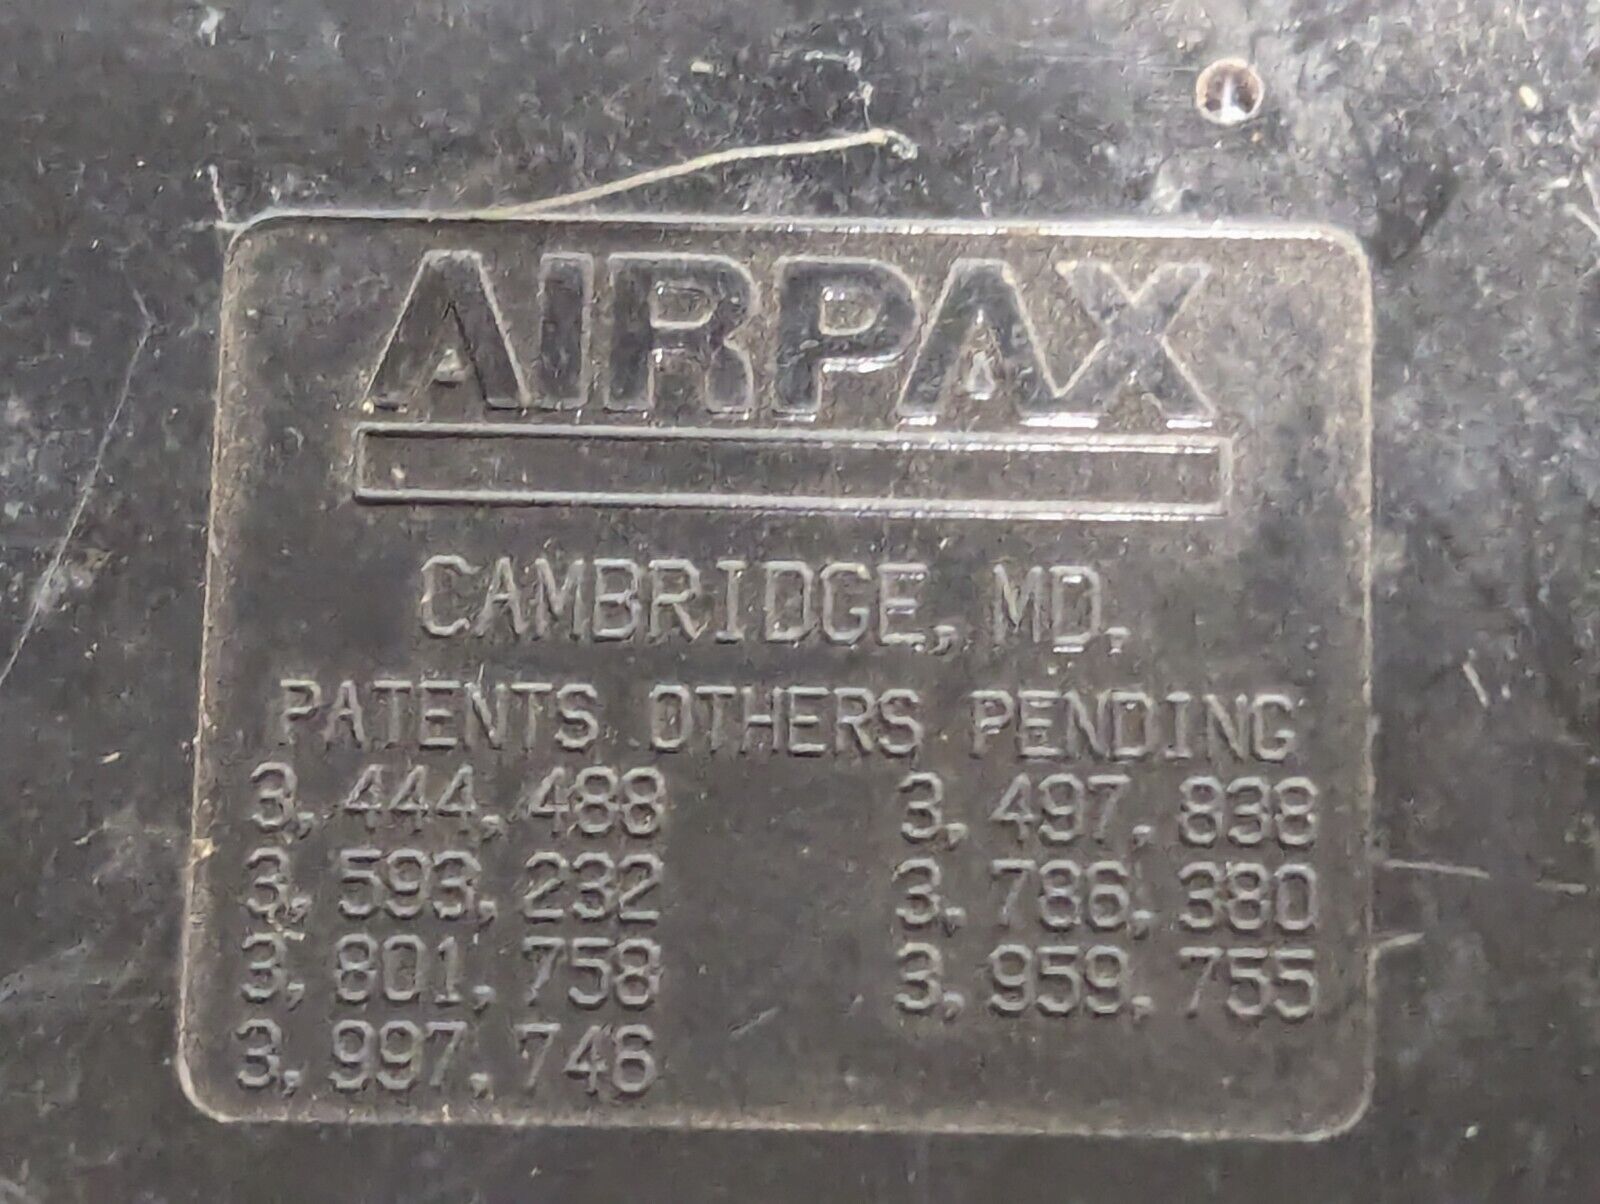 AIRPAX
CAMBRIDGE, MD.
PATENTS OTHERS PENDING
3,444,488 3,497,838
3,593,232 3,786,380
3,801,758 3,959,755
3,997,746